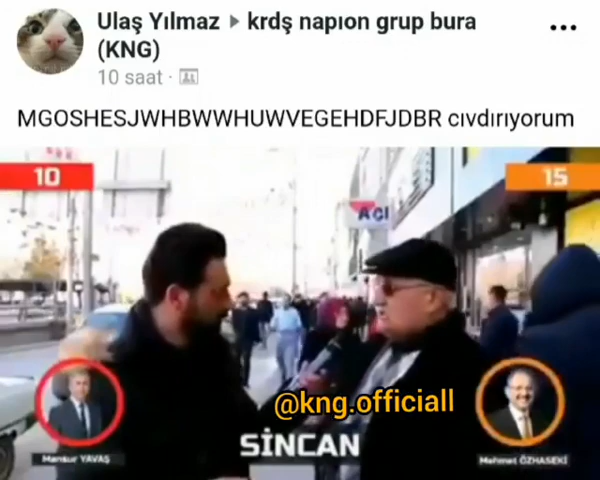 Ulaş Yılmaz ▸ krdş napıon grup bura
(KNG)
10 saat ·
MGOSHESJWHBWWHUWVEGEHDFJDBR cıvdırıyorum
10
15
AÇI
@kng.officiall
SİNCAN
Mansur YAVAŞ
Mehmet ÖZHASEKİ